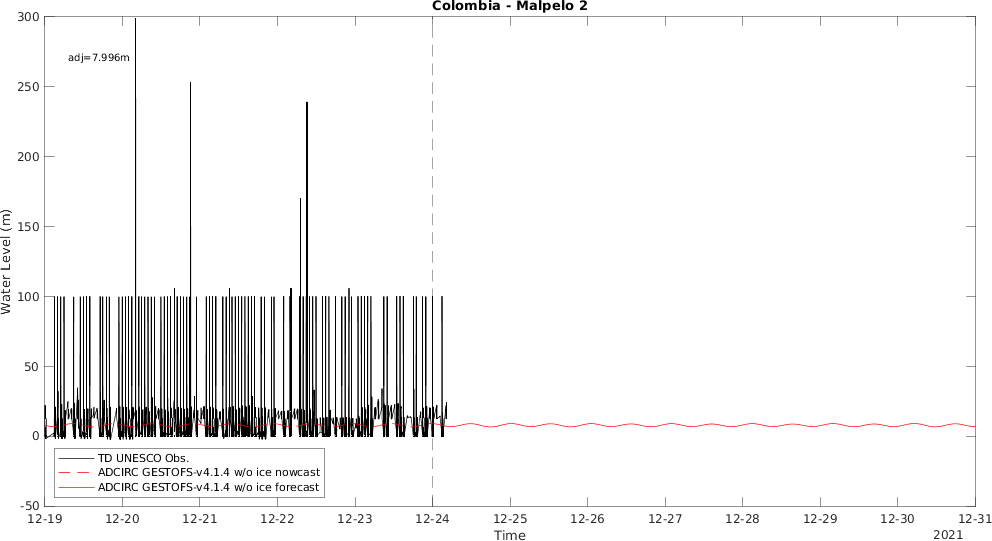 Colombia - Malpelo 2
300
250
200
150
100
50
0
-50
Water Level (m)
adj=7.996m
TD UNESCO Obs.
ADCIRC GESTOFS-v4.1.4 w/o ice nowcast
ADCIRC GESTOFS-v4.1.4 w/o ice forecast
12-19 12-20 12-21 12-22 12-23 12-24 12-25 12-26 12-27 12-28 12-29 12-30 12-31
Time
2021